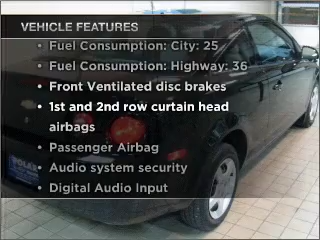 VEHICLE FEATURES
• Fuel Consumption: City: 25
• Fuel Consumption: Highway: 36
• Front Ventilated disc brakes
• 1st and 2nd row curtain head
airbags
• Passenger Airbag
• Audio system security
• Digital Audio Input
POLAR